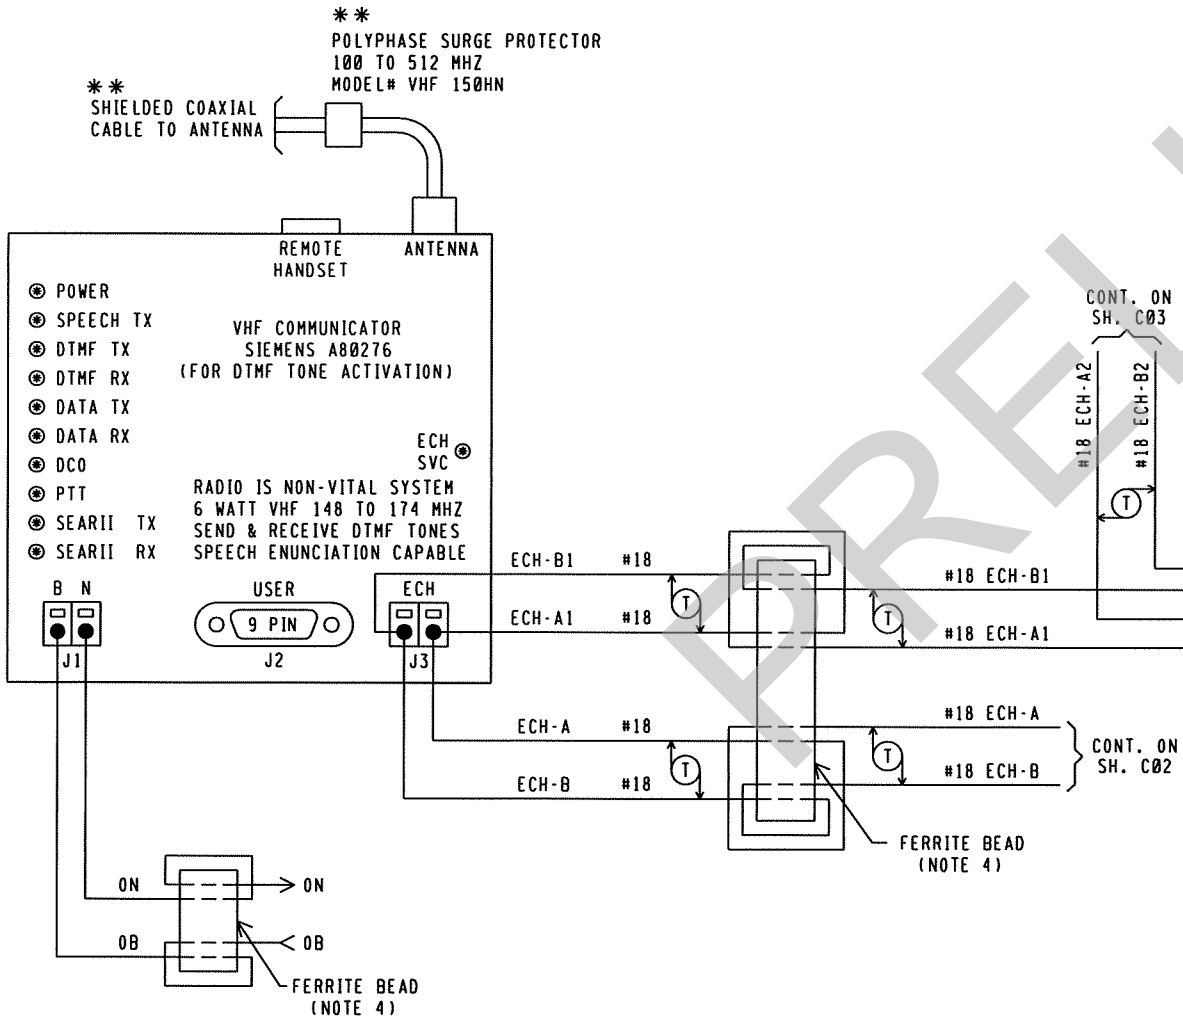 **
POLYPHASE SURGE PROTECTOR
100 TO 512 MHZ
MODEL# VHF 150HN
**
SHIELDED COAXIAL
CABLE TO ANTENNA
REMOTE
HANDSET
ANTENNA
POWER
SPEECH TX
DTMF TX
DTMF RX
DATA TX
DATA RX
DCO
PTT
SEARII TX
SEARII RX
VHF COMMUNICATOR
SIEMENS A80276
(FOR DTMF TONE ACTIVATION)
ECH
SVC
RADIO IS NON-VITAL SYSTEM
6 WATT VHF 148 TO 174 MHZ
SEND & RECEIVE DTMF TONES
SPEECH ENUNCIATION CAPABLE
B N
J1
USER
9 PIN
J2
ECH
J3
CONT. ON
SH. C03
#18 ECH-A2
#18 ECH-B2
T
ECH-B1 #18
T
ECH-A1 #18
#18 ECH-B1
T
#18 ECH-A1
ECH-A #18
T
ECH-B #18
#18 ECH-A
T
#18 ECH-B
CONT. ON
SH. C02
FERRITE BEAD
(NOTE 4)
ON
ON
OB
OB
FERRITE BEAD
(NOTE 4)
PREL